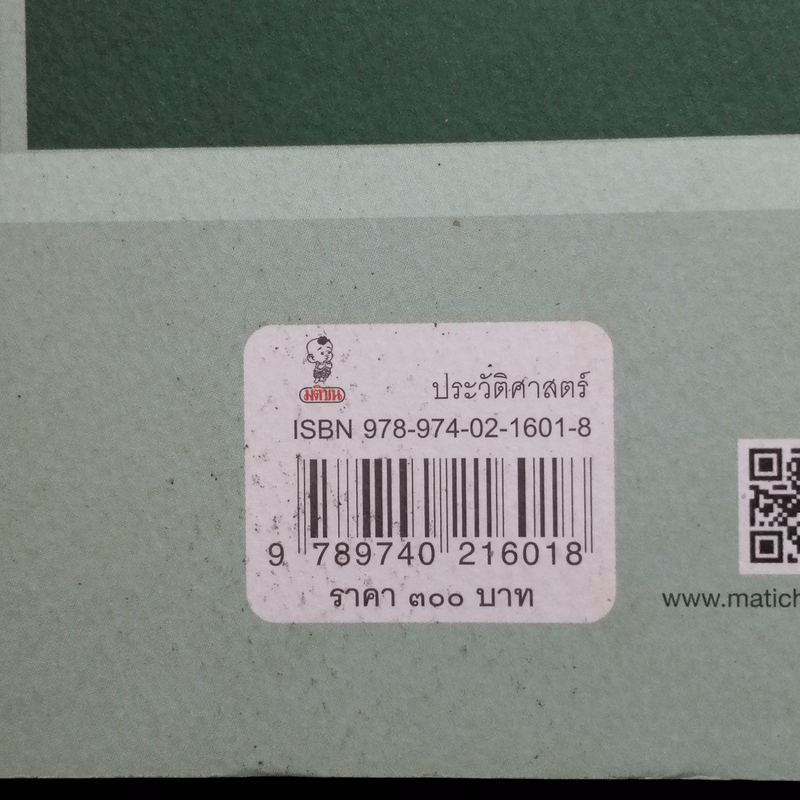 มติชน
ประวัติศาสตร์
ISBN 978-974-02-1601-8
9 789740 216018
ราคา ๓๐๐ บาท
www.matich